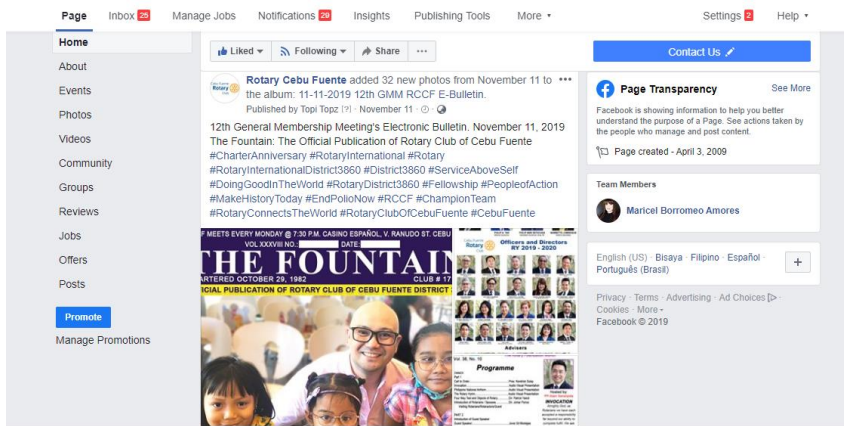 Page
Inbox 25
Manage Jobs
Notifications 29
Insights
Publishing Tools
More
Settings 2
Help
Home
About
Events
Photos
Videos
Community
Groups
Reviews
Jobs
Offers
Posts
Promote
Manage Promotions
Liked
Following
Share
Contact Us
Rotary Cebu Fuente added 32 new photos from November 11 to
the album: 11-11-2019 12th GMM RCCF E-Bulletin.
Published by Topi Topz [?] · November 11 ·
12th General Membership Meeting's Electronic Bulletin. November 11, 2019
The Fountain: The Official Publication of Rotary Club of Cebu Fuente
#CharterAnniversary #RotaryInternational #Rotary
#RotaryInternationalDistrict3860 #District3860 #ServiceAboveSelf
#DoingGoodInTheWorld #RotaryDistrict3860 #Fellowship #PeopleofAction
#MakeHistoryToday #EndPolioNow #RCCF #ChampionTeam
#RotaryConnectsTheWorld #RotaryClubOfCebuFuente #CebuFuente
F MEETS EVERY MONDAY @ 7:30 P.M. CASINO ESPAÑOL, V. RANUDO ST. CEBU
VOL XXXVIII NO.: DATE:
THE FOUNTAIN
ARTERED OCTOBER 29, 1982 CLUB # 17
ICIAL PUBLICATION OF ROTARY CLUB OF CEBU FUENTE DISTRICT
Rotary
Officers and Directors
RY 2019 - 2020
Advisers
Programme
INVOCATION
Page Transparency
See More
Facebook is showing information to help you better
understand the purpose of a Page. See actions taken by
the people who manage and post content.
Page created - April 3, 2009
Team Members
Maricel Borromeo Amores
English (US) · Bisaya · Filipino · Español ·
Português (Brasil)
Privacy · Terms · Advertising · Ad Choices ·
Cookies · More
Facebook © 2019